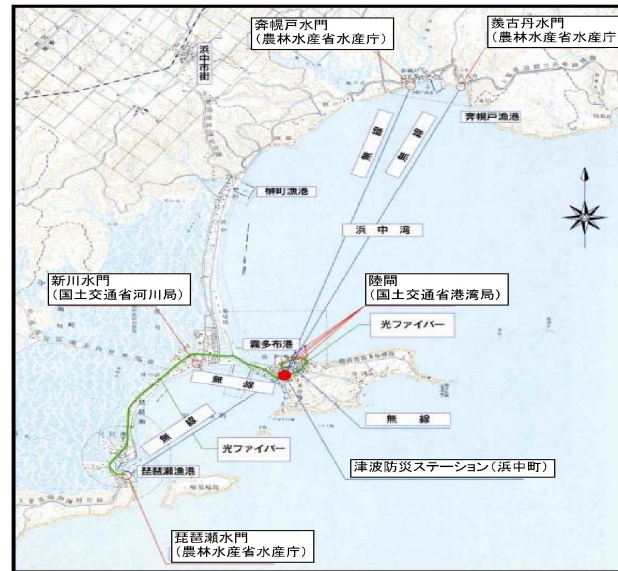 奔幌戸水門
(農林水産省水産庁)
羨古丹水門
(農林水産省水産庁
浜中市街
奔幌戸漁港
無線
無線
榊町漁港
浜中湾
新川水門
(国土交通省河川局)
陸閘
(国土交通省港湾局)
光ファイバー
霧多布港
無線
無線
無線
光ファイバー
津波防災ステーション(浜中町)
琵琶瀬漁港
琵琶瀬水門
(農林水産省水産庁)